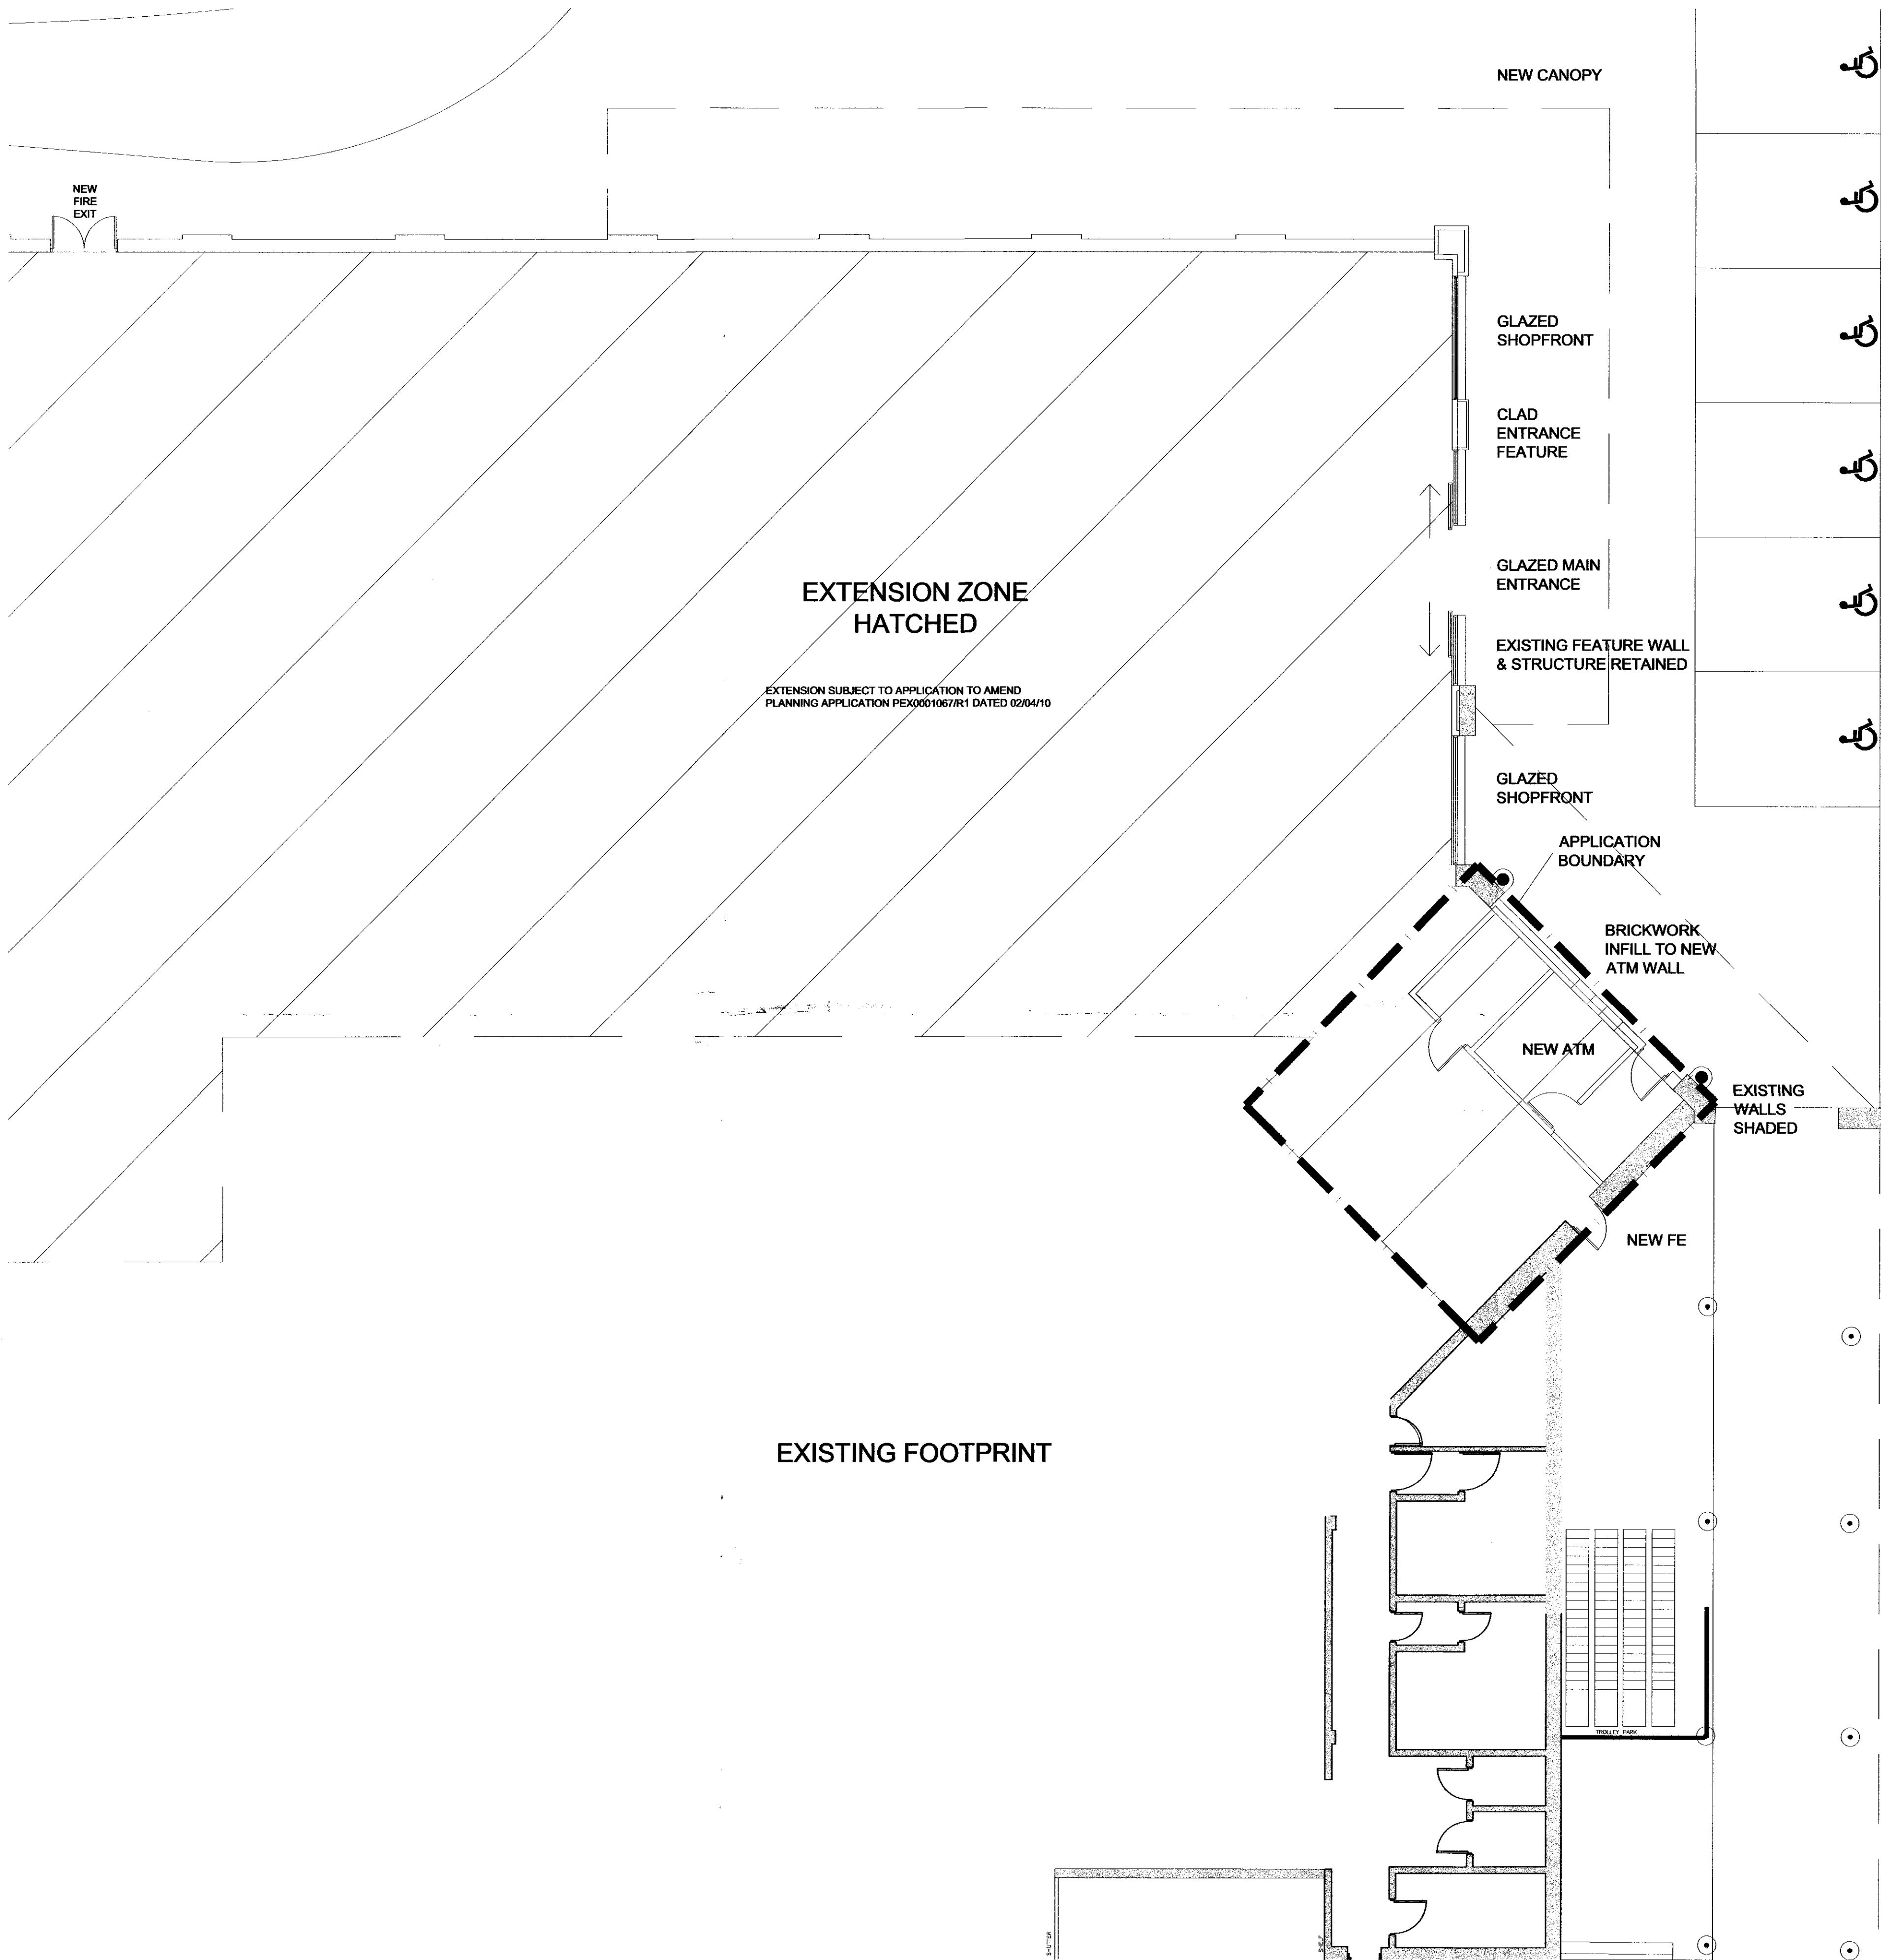 NEW CANOPY
NEW
FIRE
EXIT
GLAZED
SHOPFRONT
CLAD
ENTRANCE
FEATURE
EXTENSION ZONE
HATCHED
GLAZED MAIN
ENTRANCE
EXISTING FEATURE WALL
& STRUCTURE RETAINED
EXTENSION SUBJECT TO APPLICATION TO AMEND
PLANNING APPLICATION PEX0001067/R1 DATED 02/04/10
GLAZED
SHOPFRONT
APPLICATION
BOUNDARY
BRICKWORK
INFILL TO NEW
ATM WALL
NEW ATM
EXISTING
WALLS
SHADED
NEW FE
EXISTING FOOTPRINT
TROLLEY PARK
SHUTTER
SHELF